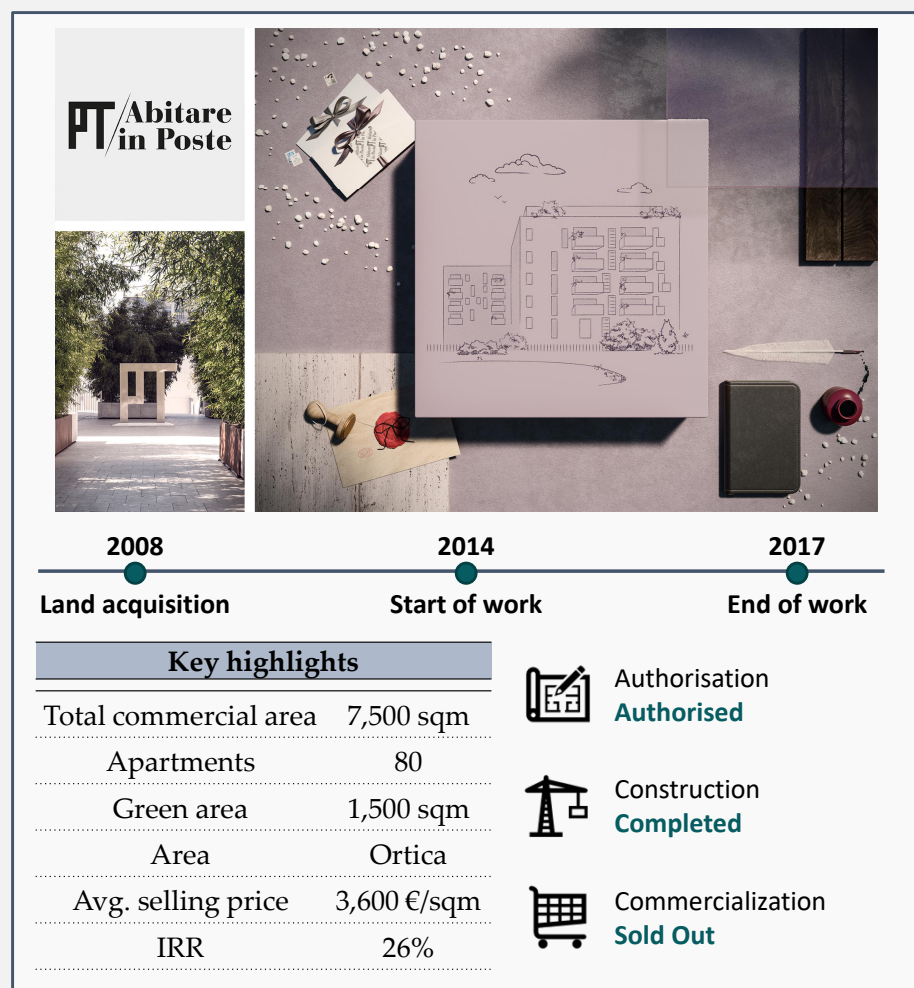 PT/Abitare
in Poste
2008
2014
2017
Land acquisition
Start of work
End of work
Key highlights
Total commercial area 7,500 sqm
Apartments 80
Green area 1,500 sqm
Area Ortica
Avg. selling price 3,600 €/sqm
IRR 26%
Authorisation
Authorised
Construction
Completed
Commercialization
Sold Out